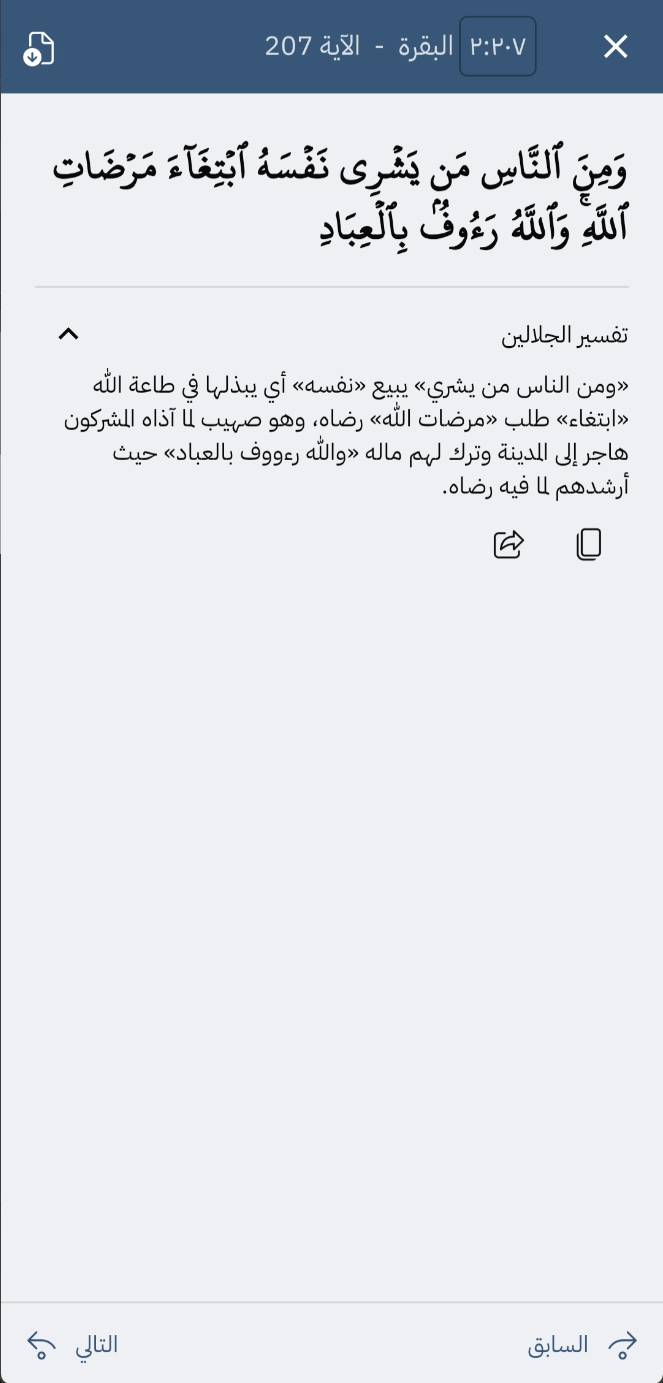 ٢:٢٠٧ البقرة - الآية 207
وَمِنَ ٱلنَّاسِ مَن يَشْرِى نَفْسَهُ ٱبْتِغَآءَ مَرْضَاتِ
ٱللَّهِ ۗ وَٱللَّهُ رَءُوفٌۢ بِٱلْعِبَادِ
تفسير الجلالين
«ومن الناس من يشري» يبيع «نفسه» أي يبذلها في طاعة الله
«ابتغاء» طلب «مرضات الله» رضاه، وهو صهيب لما آذاه المشركون
هاجر إلى المدينة وترك لهم ماله «والله رءووف بالعباد» حيث
أرشدهم لما فيه رضاه.
السابق
التالي